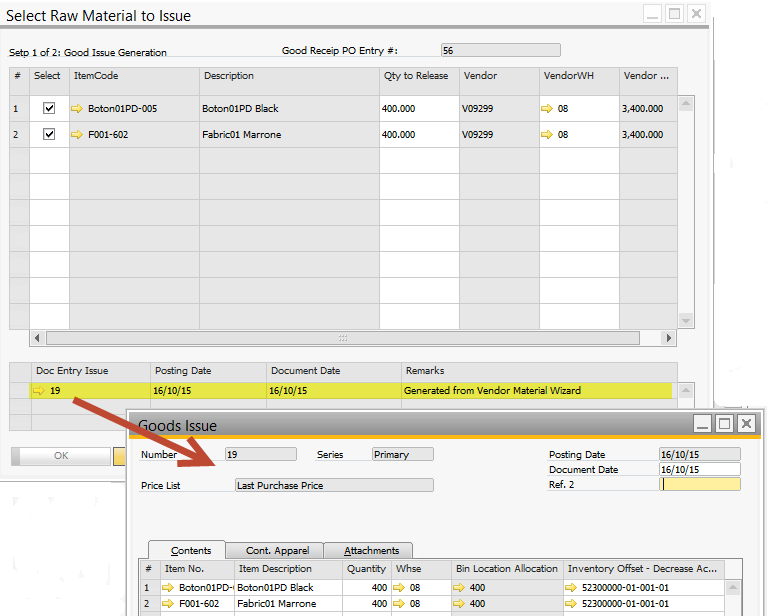 Select Raw Material to Issue
Setp 1 of 2: Good Issue Generation Good Receip PO Entry #: 56
# Select ItemCode Description Qty to Release Vendor VendorWH Vendor ...
1 Boton01PD-005 Boton01PD Black 400.000 V09299 08 3,400.000
2 F001-602 Fabric01 Marrone 400.000 V09299 08 3,400.000
Doc Entry Issue Posting Date Document Date Remarks
19 16/10/15 16/10/15 Generated from Vendor Material Wizard
OK
Goods Issue
Number 19 Series Primary Posting Date 16/10/15
Document Date 16/10/15
Price List Last Purchase Price Ref. 2
Contents Cont. Apparel Attachments
# Item No. Item Description Quantity Whse Bin Location Allocation Inventory Offset - Decrease Ac...
1 Boton01PD- Boton01PD Black 400 08 400 52300000-01-001-01
2 F001-602 Fabric01 Marrone 400 08 400 52300000-01-001-01